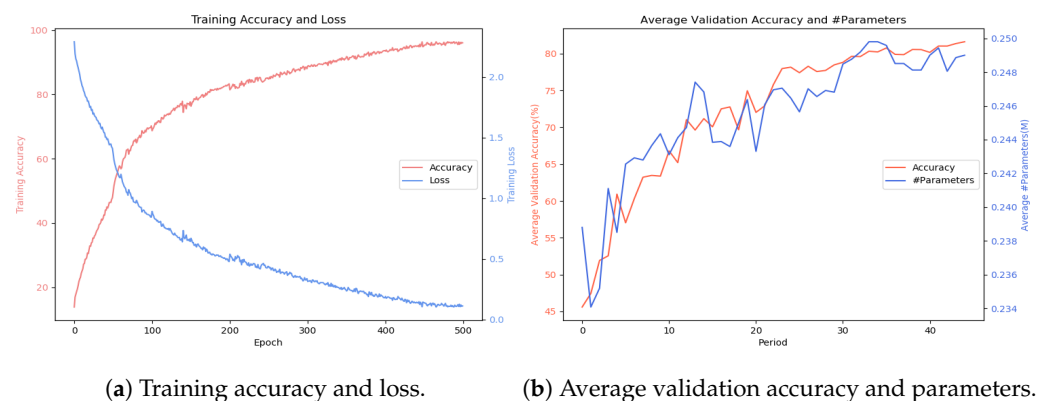 Training Accuracy and Loss
100
80
60
40
20
Training Accuracy
2.0
1.5
1.0
0.5
0.0
Training Loss
Accuracy
Loss
0 100 200 300 400 500
Epoch
Average Validation Accuracy and #Parameters
80
75
70
65
60
55
50
45
Average Validation Accuracy(%)
0.250
0.248
0.246
0.244
0.242
0.240
0.238
0.236
0.234
Average #Parameters(M)
Accuracy
#Parameters
0 10 20 30 40
Period
(a) Training accuracy and loss.
(b) Average validation accuracy and parameters.